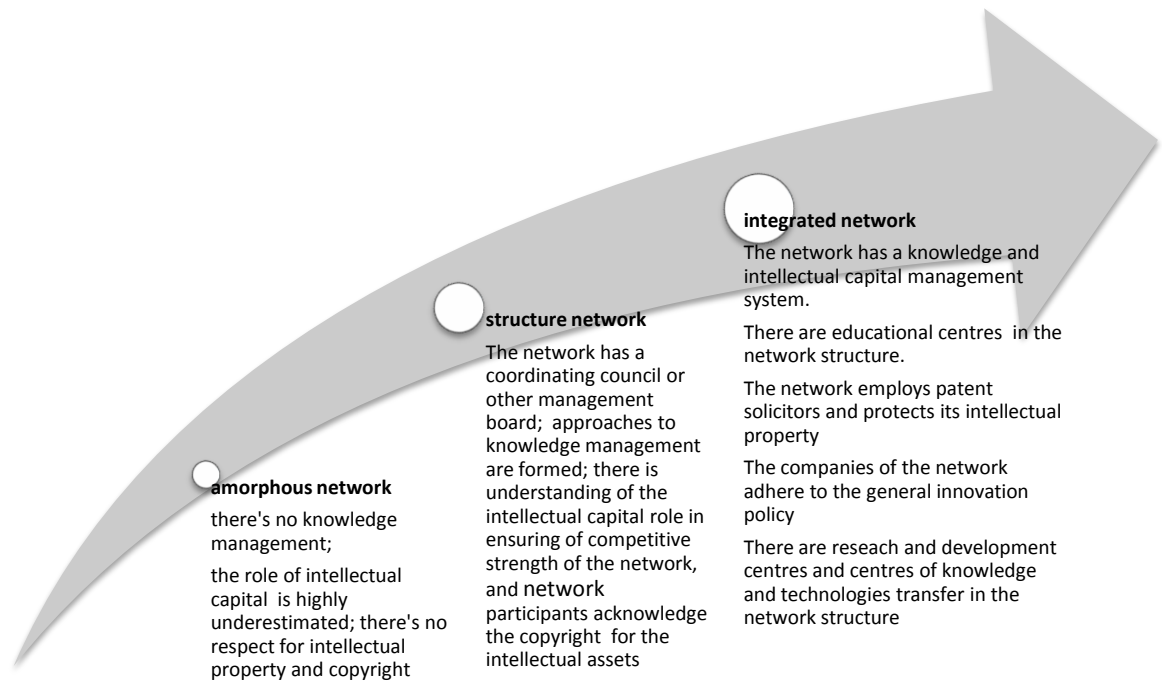 amorphous network
there's no knowledge
management;
the role of intellectual
capital is highly
underestimated; there's no
respect for intellectual
property and copyright
structure network
The network has a
coordinating council or
other management
board; approaches to
knowledge management
are formed; there is
understanding of the
intellectual capital role in
ensuring of competitive
strength of the network,
and network
participants acknowledge
the copyright for the
intellectual assets
integrated network
The network has a knowledge and
intellectual capital management
system.
There are educational centres in the
network structure.
The network employs patent
solicitors and protects its intellectual
property
The companies of the network
adhere to the general innovation
policy
There are reseach and development
centres and centres of knowledge
and technologies transfer in the
network structure